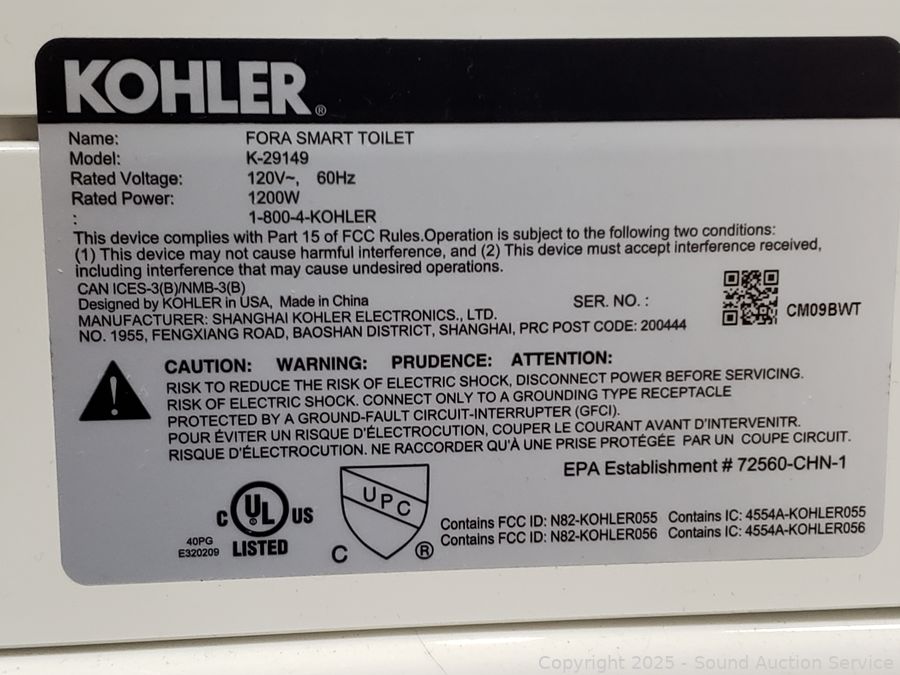 KOHLER®
Name: FORA SMART TOILET
Model: K-29149
Rated Voltage: 120V~, 60Hz
Rated Power: 1200W
: 1-800-4-KOHLER
This device complies with Part 15 of FCC Rules.Operation is subject to the following two conditions:
(1) This device may not cause harmful interference, and (2) This device must accept interference received,
including interference that may cause undesired operations.
CAN ICES-3(B)/NMB-3(B)
Designed by KOHLER in USA, Made in China
SER. NO. :
CM09BWT
MANUFACTURER: SHANGHAI KOHLER ELECTRONICS., LTD.
NO. 1955, FENGXIANG ROAD, BAOSHAN DISTRICT, SHANGHAI, PRC POST CODE: 200444
CAUTION: WARNING: PRUDENCE: ATTENTION:
RISK TO REDUCE THE RISK OF ELECTRIC SHOCK, DISCONNECT POWER BEFORE SERVICING.
RISK OF ELECTRIC SHOCK. CONNECT ONLY TO A GROUNDING TYPE RECEPTACLE
PROTECTED BY A GROUND-FAULT CIRCUIT-INTERRUPTER (GFCI).
POUR ÉVITER UN RISQUE D'ÉLECTROCUTION, COUPER LE COURANT AVANT D'INTERVENITR.
RISQUE D'ÉLECTROCUTION. NE RACCORDER QU'À UNE PRISE PROTÉGÉE PAR UN COUPE CIRCUIT.
EPA Establishment # 72560-CHN-1
C UL ® US
LISTED
40PG
E320209
UPC
C ®
Contains FCC ID: N82-KOHLER055 Contains IC: 4554A-KOHLER055
Contains FCC ID: N82-KOHLER056 Contains IC: 4554A-KOHLER056
Copyright 2025 - Sound Auction Service